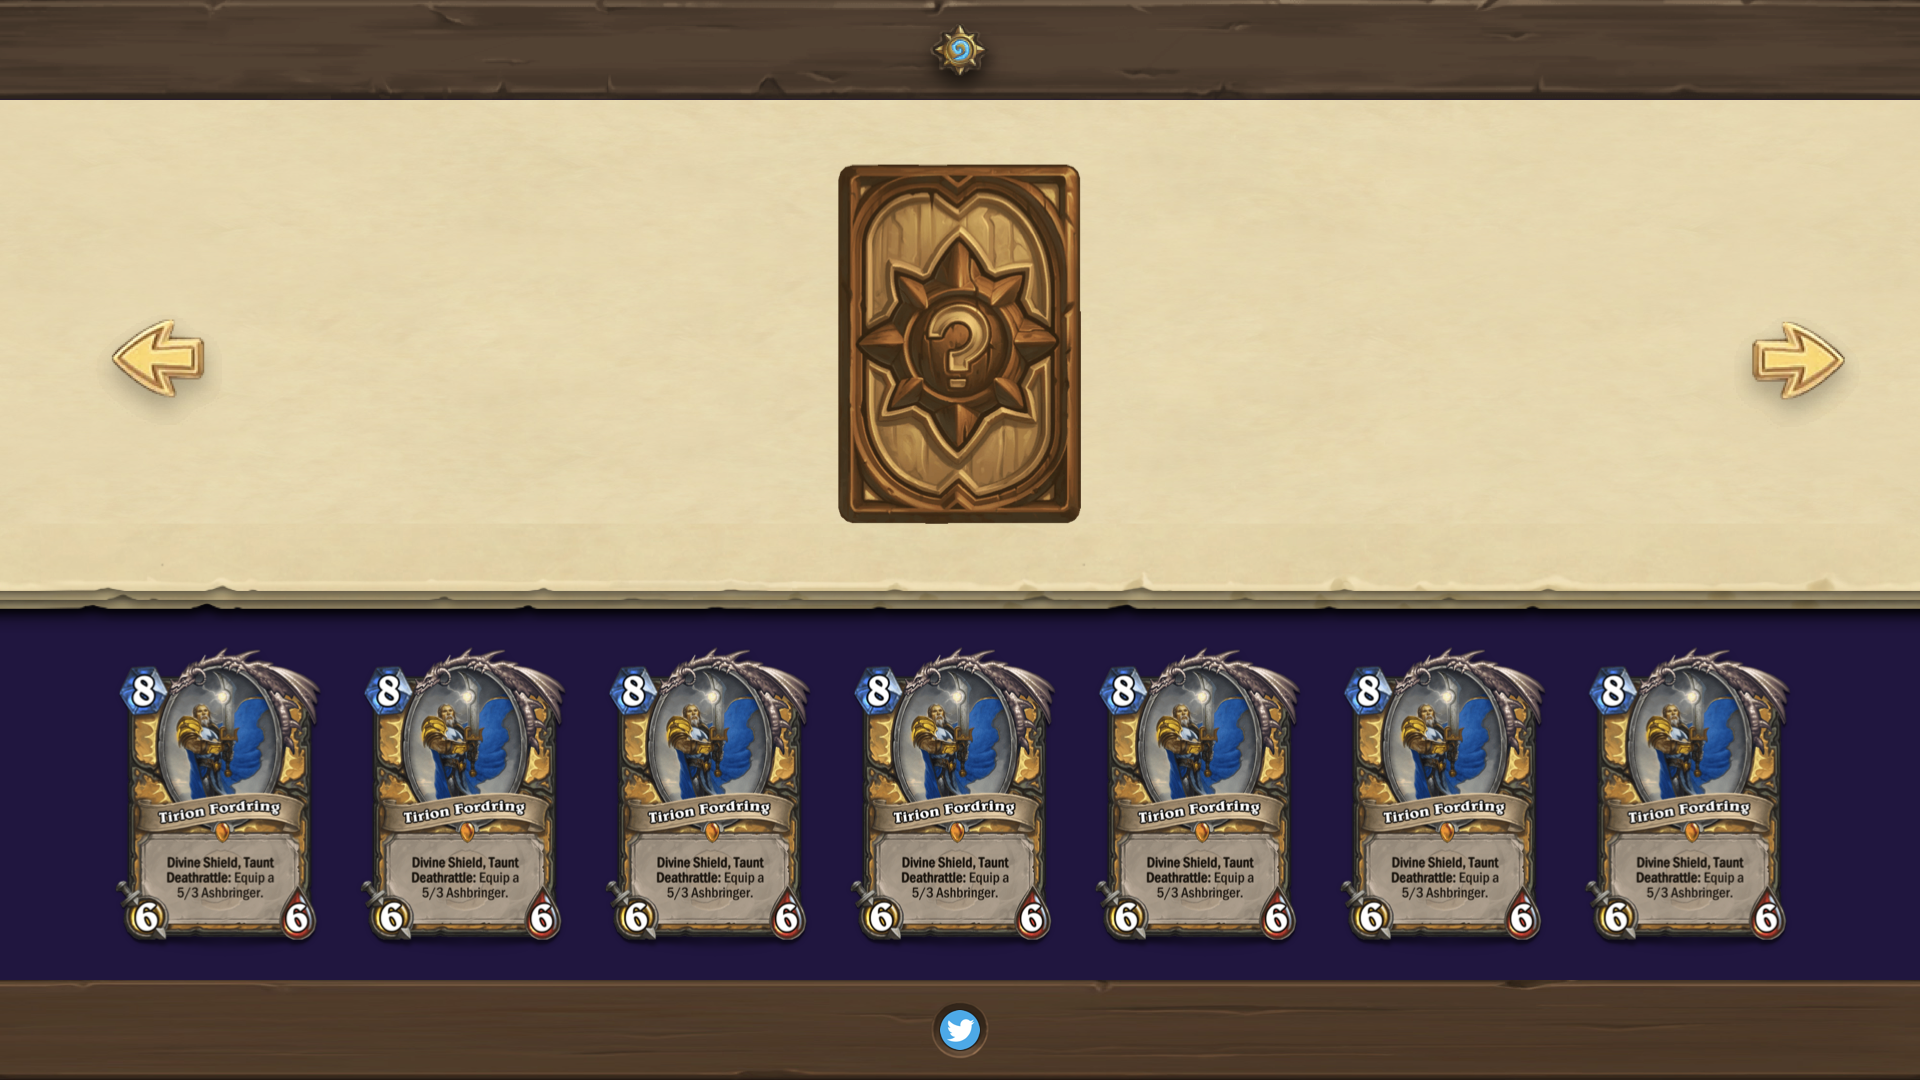 ?
8 8 8 8 8 8 8
Tirion Fordring Tirion Fordring Tirion Fordring Tirion Fordring Tirion Fordring Tirion Fordring Tirion Fordring
Divine Shield, Taunt Divine Shield, Taunt Divine Shield, Taunt Divine Shield, Taunt Divine Shield, Taunt Divine Shield, Taunt Divine Shield, Taunt
Deathrattle: Equip a Deathrattle: Equip a Deathrattle: Equip a Deathrattle: Equip a Deathrattle: Equip a Deathrattle: Equip a Deathrattle: Equip a
5/3 Ashbringer. 5/3 Ashbringer. 5/3 Ashbringer. 5/3 Ashbringer. 5/3 Ashbringer. 5/3 Ashbringer. 5/3 Ashbringer.
6 6 6 6 6 6 6 6 6 6 6 6 6 6